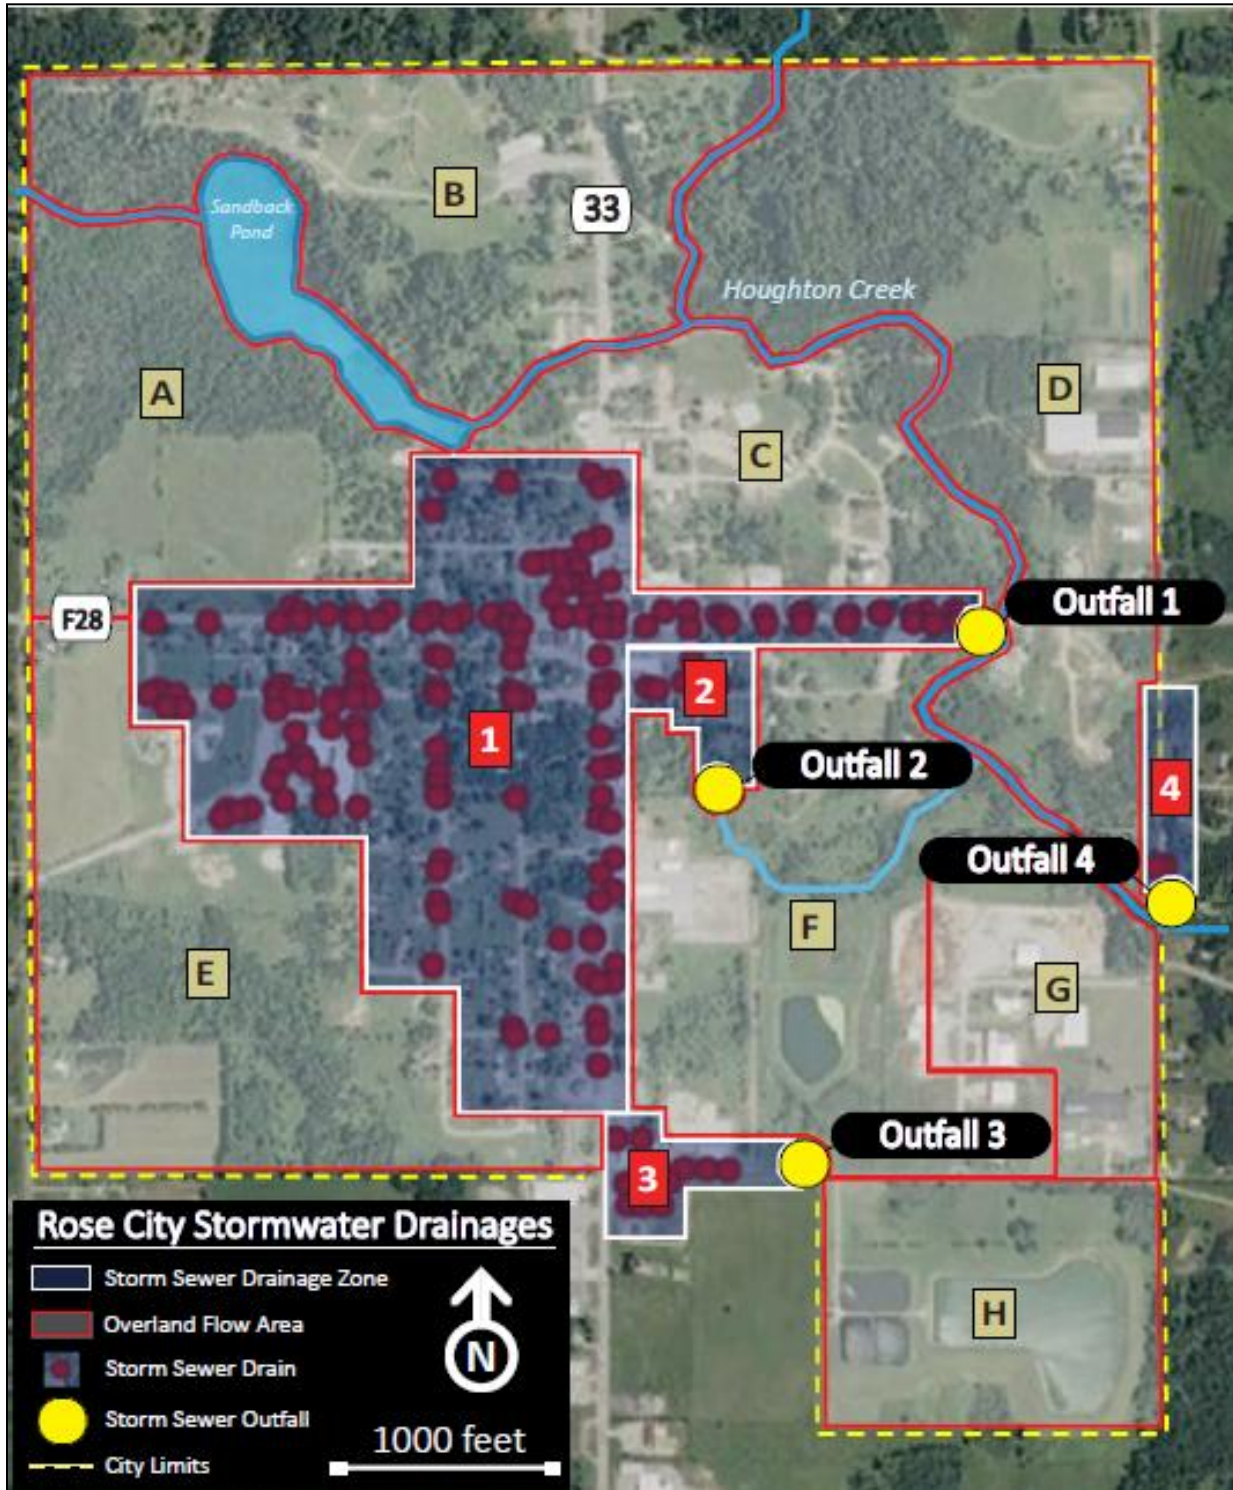 Sandback
Pond
B
33
Houghton Creek
A
D
C
F28
Outfall 1
2
1
Outfall 2
4
Outfall 4
F
E
G
Outfall 3
3
H
Rose City Stormwater Drainages
Storm Sewer Drainage Zone
Overland Flow Area
Storm Sewer Drain
Storm Sewer Outfall
City Limits
N
1000 feet